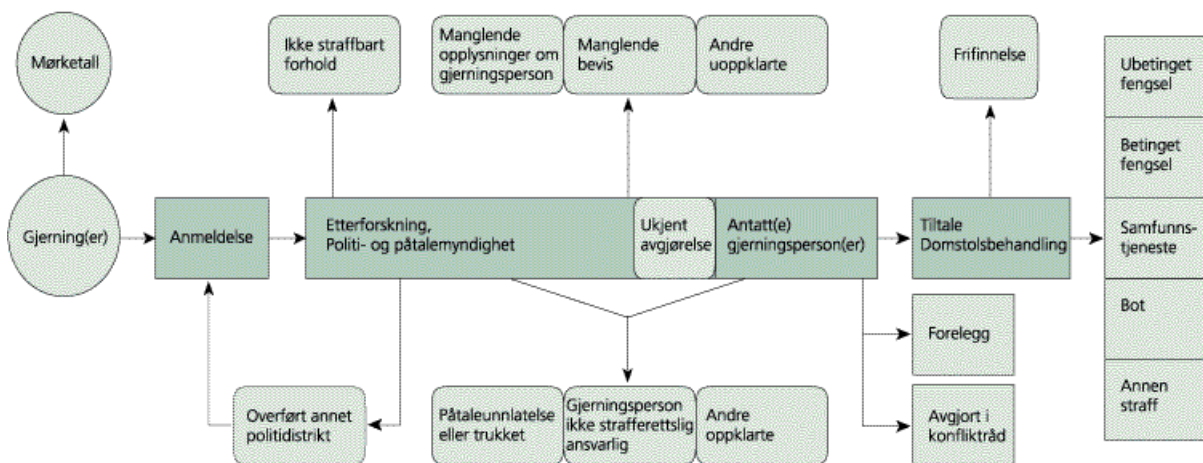 Mørketall
Ikke straffbart
forhold
Manglende
opplysninger om
gjerningsperson
Manglende
bevis
Andre
uoppklarte
Frifinnelse
Ubetinget
fengsel
Betinget
fengsel
Samfunns-
tjeneste
Bot
Annen
straff
Gjerning(er)
Anmeldelse
Etterforskning,
Politi- og påtalemyndighet
Ukjent
avgjørelse
Antatt(e)
gjerningsperson(er)
Tiltale
Domstolsbehandling
Forelegg
Avgjort i
konfliktråd
Overført annet
politidistrikt
Påtaleunnlatelse
eller trukket
Gjerningsperson
ikke strafferettslig
ansvarlig
Andre
oppklarte